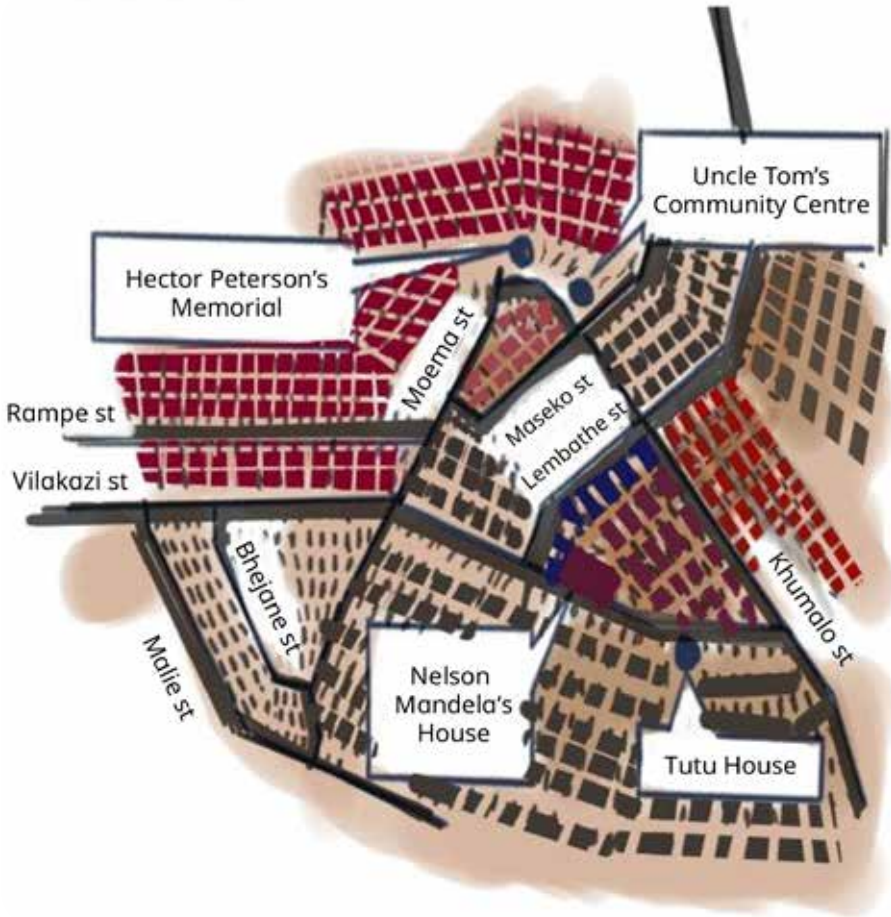 Uncle Tom's
Community Centre
Hector Peterson's
Memorial
Moema st
Maseko st
Rampe st
Lembathe st
Vilakazi st
Bhejane st
Khumalo st
Malie st
Nelson
Mandela's
House
Tutu House